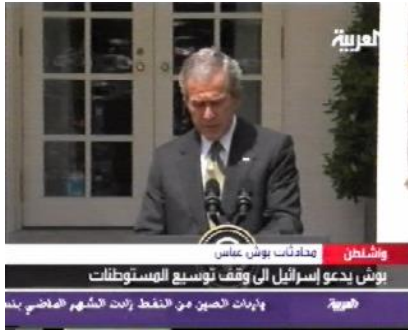 العربية
واشنطن محادثات بوش عباس
بوش يدعو إسرائيل الى وقف توسيع المستوطنات
العربية واردات الصين من النفط زادت الشهر الماضي بنس